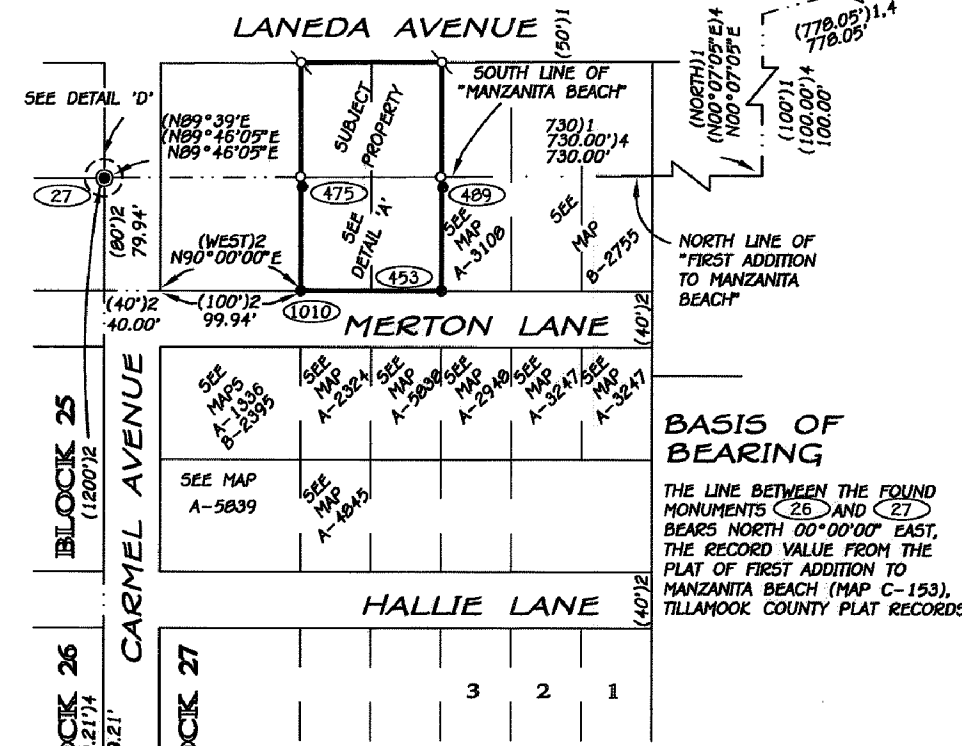 LANEDA AVENUE
(50')1
(NORTH)1
(N00°07'05"E)4
N00°07'05"E
(778.05')1,4
778.05'
(100')1
(100.00')4
100.00'
SEE DETAIL 'D'
SUBJECT
PROPERTY
SOUTH LINE OF
"MANZANITA BEACH"
(N89°39'E
(N89°46'05"E
N89°46'05"E
730)1
730.00')4
730.00'
27
475
489
(80')2
79.94'
SEE
DETAIL 'A'
SEE
MAP
A-3108
SEE
MAP
B-2755
(WEST)2
N90°00'00"E
453
NORTH LINE OF
"FIRST ADDITION
TO MANZANITA
BEACH"
(40')2
40.00'
(100')2
99.94'
1010
MERTON LANE
(40')2
SEE
MAPS
A-1336
B-2395
SEE
MAP
A-2324
SEE
MAP
A-5838
SEE
MAP
A-2948
SEE
MAP
A-3247
SEE
MAP
A-3247
BLOCK 25
(1200')2
CARMEL AVENUE
SEE MAP
A-5839
SEE
MAP
A-4845
BASIS OF
BEARING
THE LINE BETWEEN THE FOUND
MONUMENTS 26 AND 27
BEARS NORTH 00°00'00" EAST,
THE RECORD VALUE FROM THE
PLAT OF FIRST ADDITION TO
MANZANITA BEACH (MAP C-153),
TILLAMOOK COUNTY PLAT RECORDS
HALLIE LANE
(40')2
OCK 26
.21')4
.21'
OCK 27
3
2
1